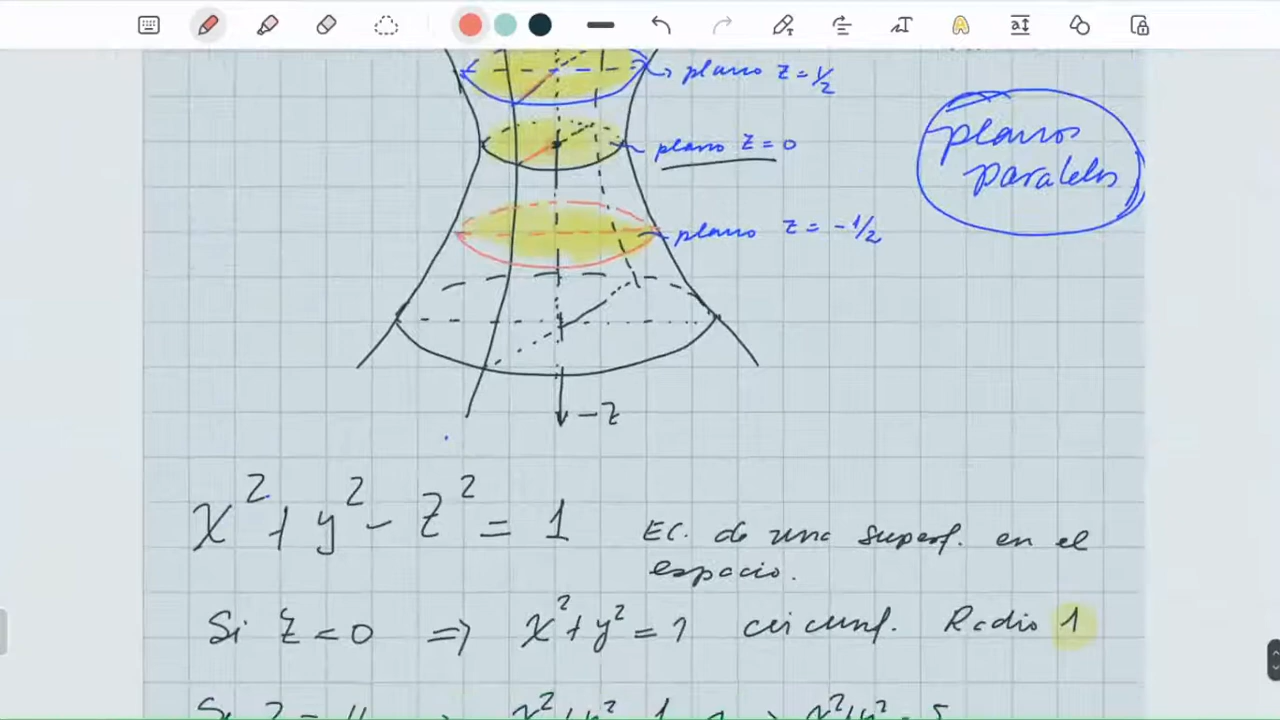 plano z = 1/2
plano z = 0
planos
paralelos
plano z = -1/2
-z
x² + y² - z² = 1
Ec. de una superf. en el
espacio.
Si z = 0 ⇒ x² + y² = 1 circunf. Radio 1